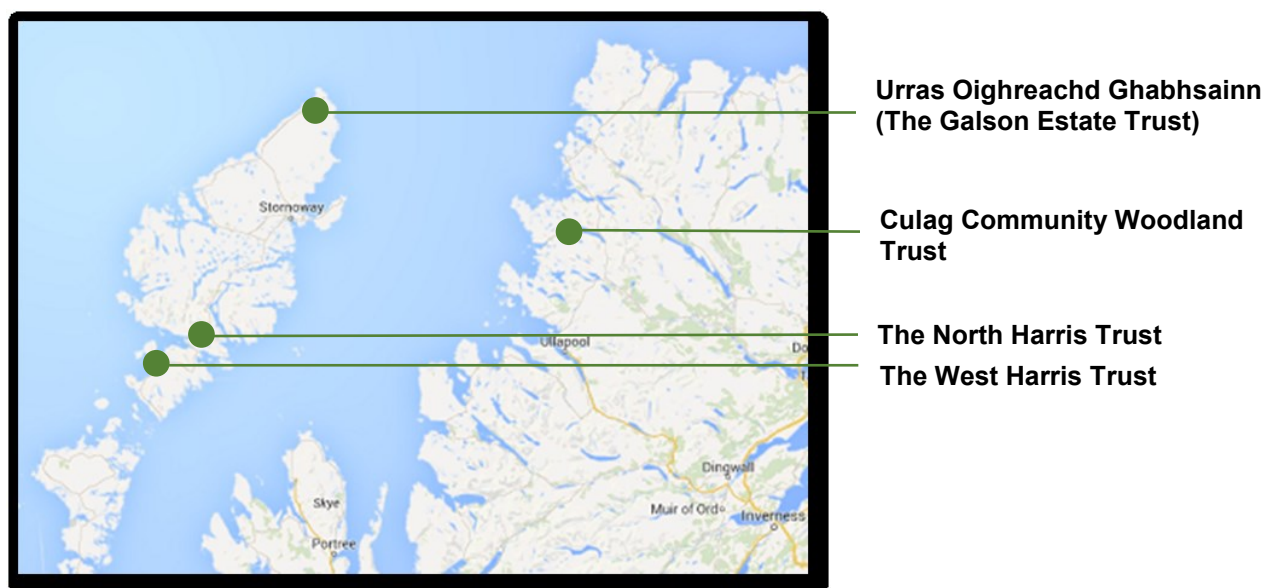 Urras Oighreachd Ghabhsainn
(The Galson Estate Trust)
Stornoway
Culag Community Woodland
Trust
Ullapool
The North Harris Trust
The West Harris Trust
Dingwall
Skye
Muir of Ord
Inverness
Portree